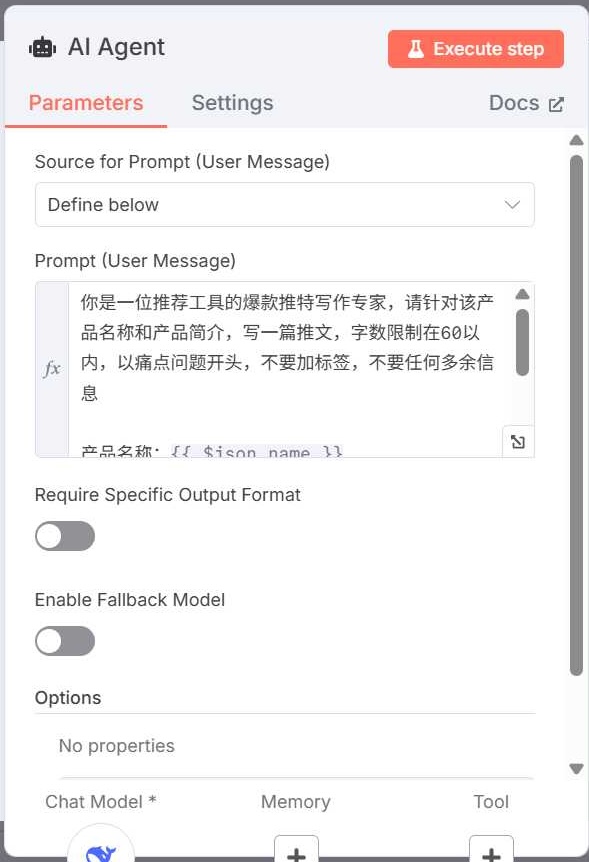 AI Agent
Execute step
Parameters
Settings
Docs
Source for Prompt (User Message)
Define below
Prompt (User Message)
fx
你是一位推荐工具的爆款推特写作专家，请针对该产
品名称和产品简介，写一篇推文，字数限制在60以
内，以痛点问题开头，不要加标签，不要任何多余信
息
产品名称：{{ $json.name }}
Require Specific Output Format
Enable Fallback Model
Options
No properties
Chat Model *
Memory
Tool